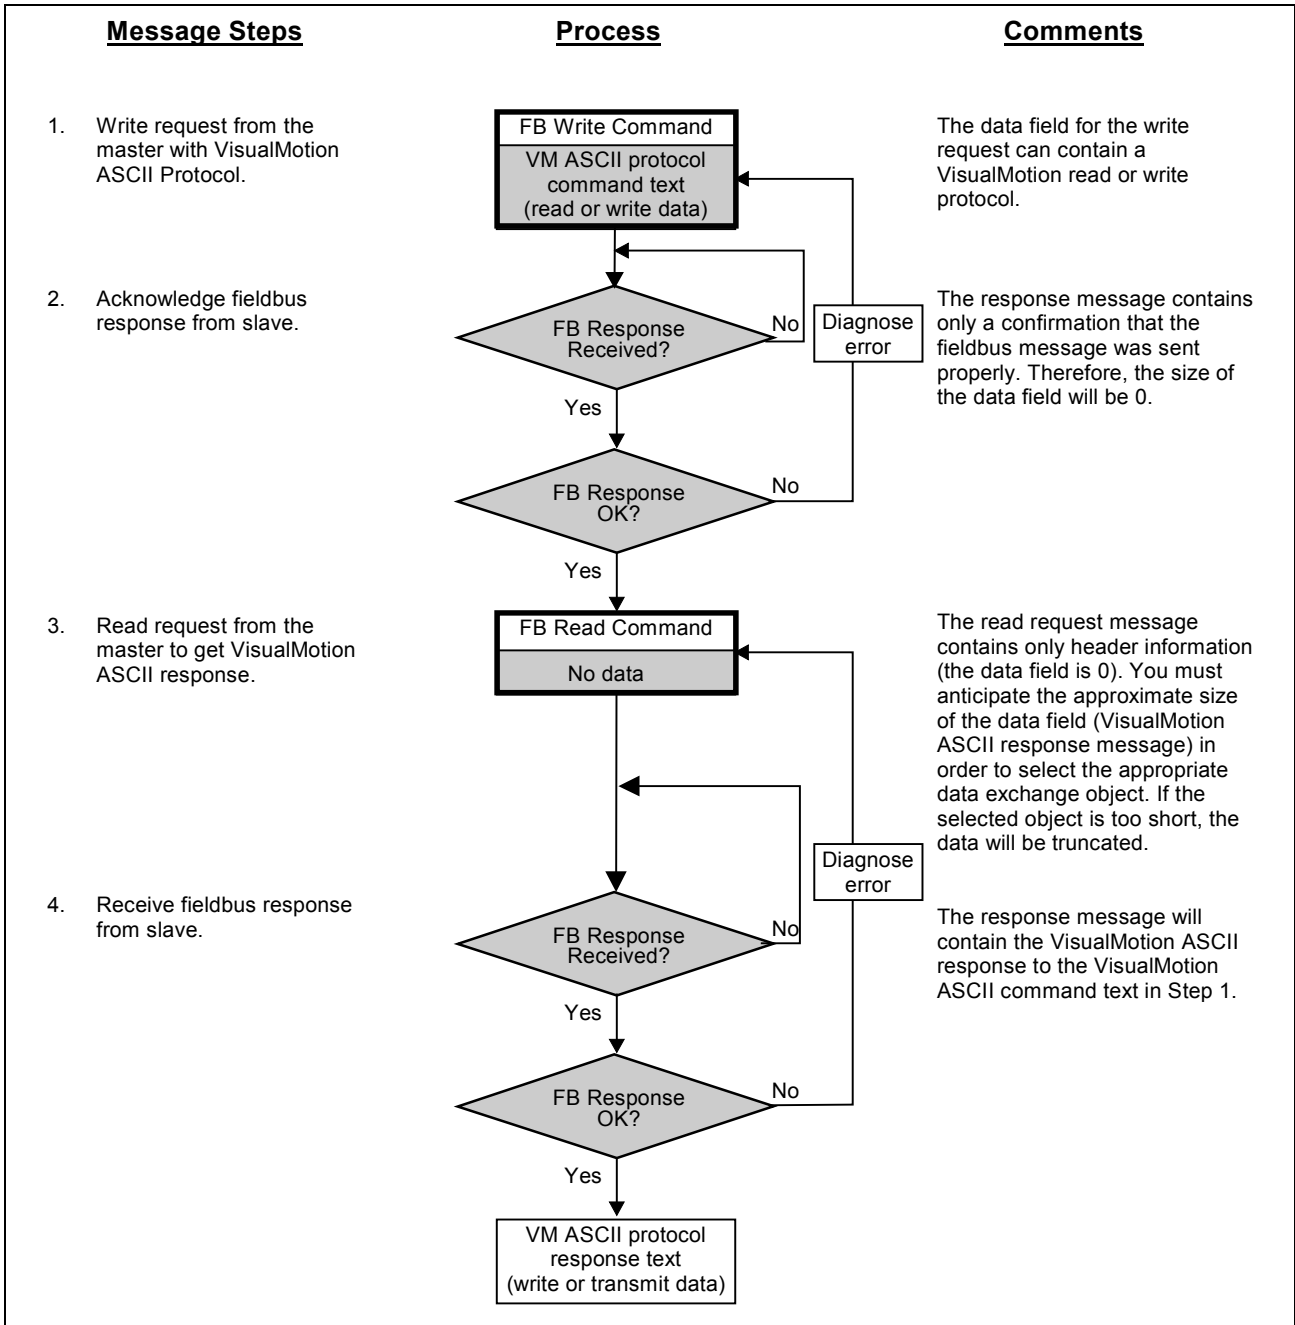 Message Steps
Process
Comments
1. Write request from the
master with VisualMotion
ASCII Protocol.
FB Write Command
VM ASCII protocol
command text
(read or write data)
The data field for the write
request can contain a
VisualMotion read or write
protocol.
2. Acknowledge fieldbus
response from slave.
FB Response
Received?
No
Diagnose
error
The response message contains
only a confirmation that the
fieldbus message was sent
properly. Therefore, the size of
the data field will be 0.
Yes
FB Response
OK?
No
Yes
3. Read request from the
master to get VisualMotion
ASCII response.
FB Read Command
No data
The read request message
contains only header information
(the data field is 0). You must
anticipate the approximate size
of the data field (VisualMotion
ASCII response message) in
order to select the appropriate
data exchange object. If the
selected object is too short, the
data will be truncated.
Diagnose
error
4. Receive fieldbus response
from slave.
FB Response
Received?
No
The response message will
contain the VisualMotion ASCII
response to the VisualMotion
ASCII command text in Step 1.
Yes
FB Response
OK?
No
Yes
VM ASCII protocol
response text
(write or transmit data)